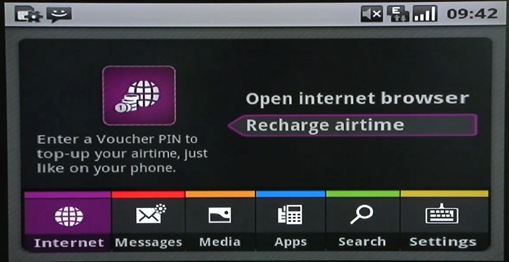 09:42
Open internet browser
Recharge airtime
Enter a Voucher PIN to
top-up your airtime, just
like on your phone.
Internet
Messages
Media
Apps
Search
Settings